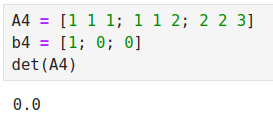 A4 = [1 1 1; 1 1 2; 2 2 3]
b4 = [1; 0; 0]
det(A4)
0.0